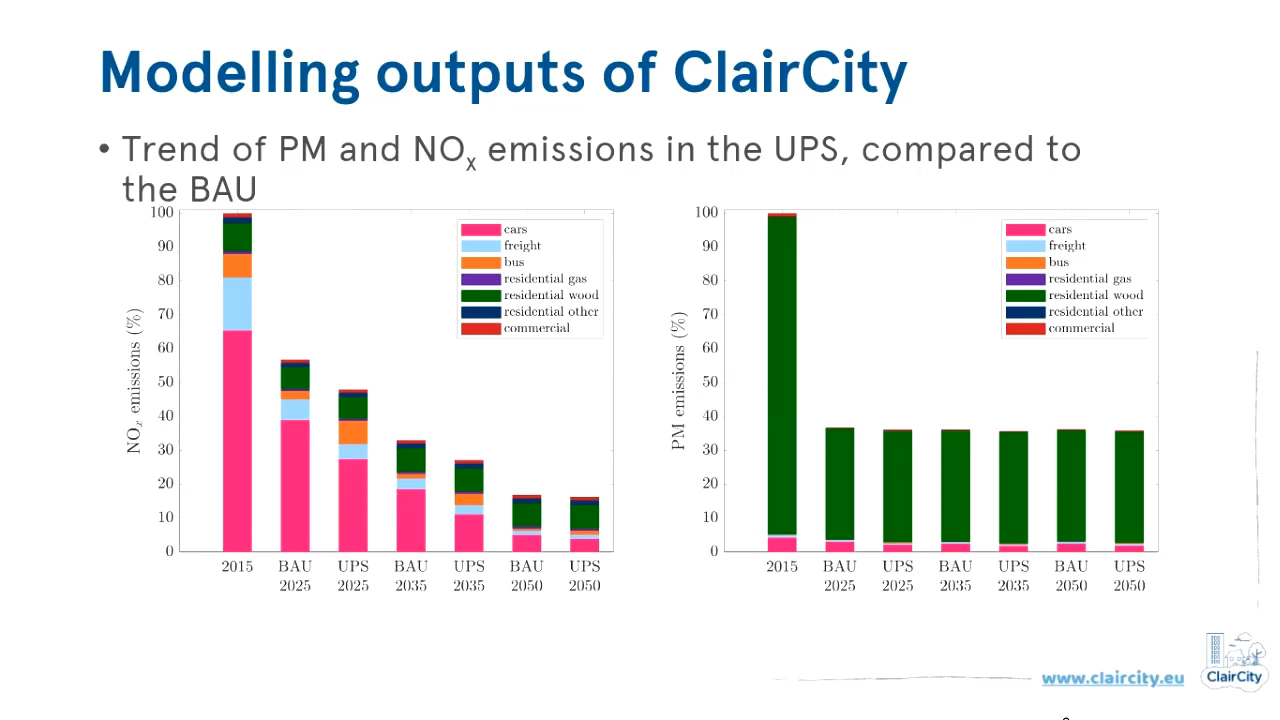 Modelling outputs of ClairCity
• Trend of PM and NOx emissions in the UPS, compared to
the BAU
NOx emissions (%)
100
90
80
70
60
50
40
30
20
10
0
cars
freight
bus
residential gas
residential wood
residential other
commercial
2015
BAU 2025
UPS 2025
BAU 2035
UPS 2035
BAU 2050
UPS 2050
PM emissions (%)
100
90
80
70
60
50
40
30
20
10
0
cars
freight
bus
residential gas
residential wood
residential other
commercial
2015
BAU 2025
UPS 2025
BAU 2035
UPS 2035
BAU 2050
UPS 2050
www.claircity.eu
ClairCity